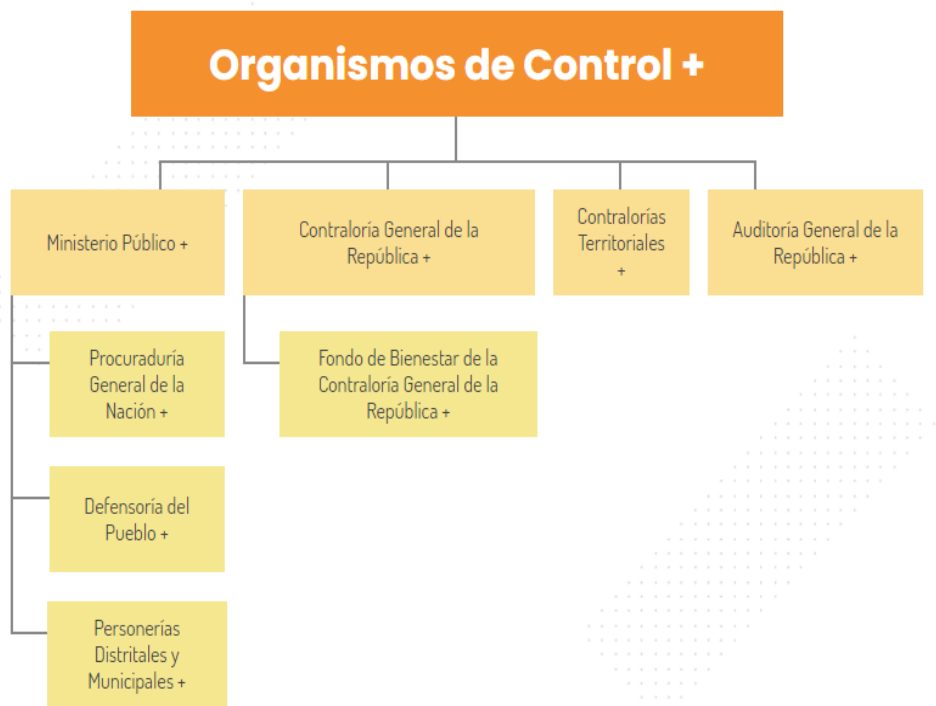 Organismos de Control +
Ministerio Público +
Contraloría General de la
República +
Contralorías
Territoriales
+
Auditoría General de la
República +
Procuraduría
General de la
Nación +
Fondo de Bienestar de la
Contraloría General de la
República +
Defensoría del
Pueblo +
Personerías
Distritales y
Municipales +